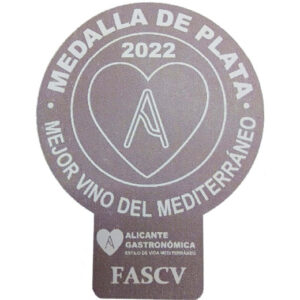 · MEDALLA DE PLATA ·
2022
A
MEJOR VINO DEL MEDITERRÁNEO
ALICANTE
GASTRONÓMICA
ESTILO DE VIDA MEDITERRÁNEO
FASCV